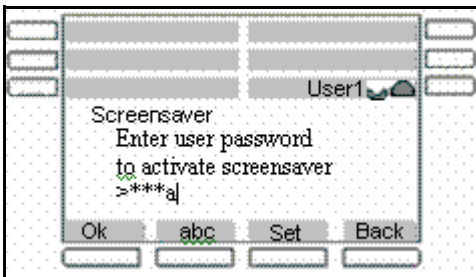 User1
Screensaver
Enter user password
to activate screensaver
>***a
Ok abc Set Back